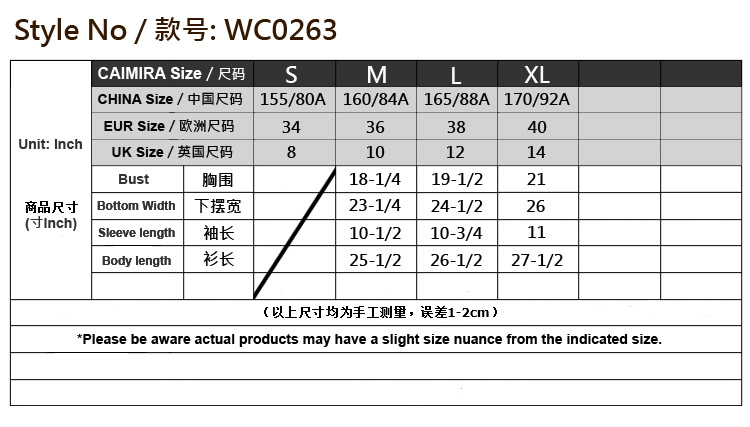 Style No / 款号: WC0263
CAIMIRA Size / 尺码 S M L XL
CHINA Size / 中国尺码 155/80A 160/84A 165/88A 170/92A
EUR Size / 欧洲尺码 34 36 38 40
Unit: Inch
UK Size / 英国尺码 8 10 12 14
Bust 胸围 18-1/4 19-1/2 21
商品尺寸
Bottom Width 下摆宽 23-1/4 24-1/2 26
(寸Inch)
Sleeve length 袖长 10-1/2 10-3/4 11
Body length 衫长 25-1/2 26-1/2 27-1/2
（以上尺寸均为手工测量，误差1-2cm）
*Please be aware actual products may have a slight size nuance from the indicated size.